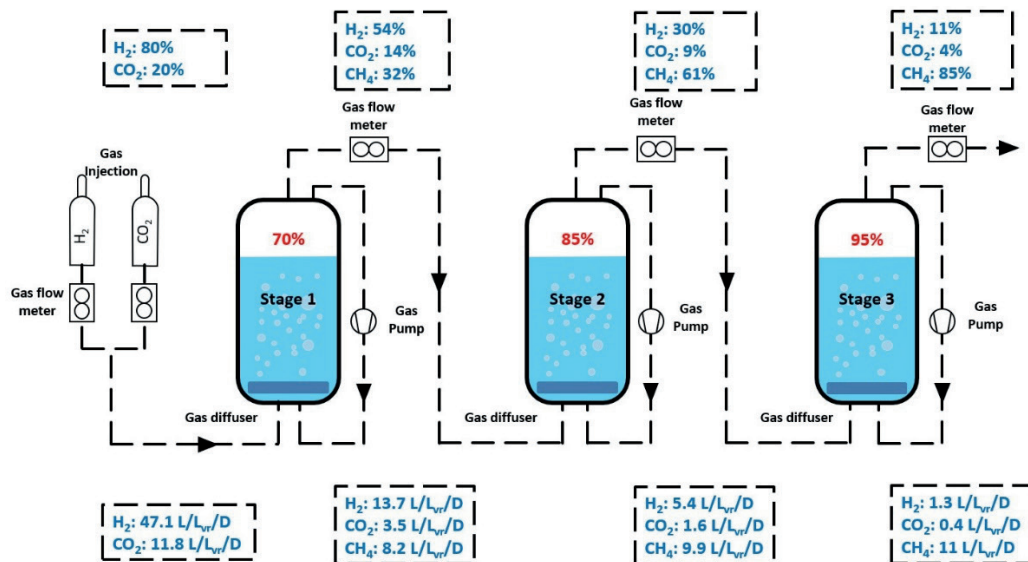 H₂: 80%
CO₂: 20%
H₂: 54%
CO₂: 14%
CH₄: 32%
H₂: 30%
CO₂: 9%
CH₄: 61%
H₂: 11%
CO₂: 4%
CH₄: 85%
Gas flow
meter
Gas flow
meter
Gas flow
meter
Gas
Injection
H₂
CO₂
Gas flow
meter
70%
Stage 1
Gas
Pump
85%
Stage 2
Gas
Pump
95%
Stage 3
Gas
Pump
Gas diffuser
Gas diffuser
Gas diffuser
H₂: 47.1 L/Lᵥᵣ/D
CO₂: 11.8 L/Lᵥᵣ/D
H₂: 13.7 L/Lᵥᵣ/D
CO₂: 3.5 L/Lᵥᵣ/D
CH₄: 8.2 L/Lᵥᵣ/D
H₂: 5.4 L/Lᵥᵣ/D
CO₂: 1.6 L/Lᵥᵣ/D
CH₄: 9.9 L/Lᵥᵣ/D
H₂: 1.3 L/Lᵥᵣ/D
CO₂: 0.4 L/Lᵥᵣ/D
CH₄: 11 L/Lᵥᵣ/D